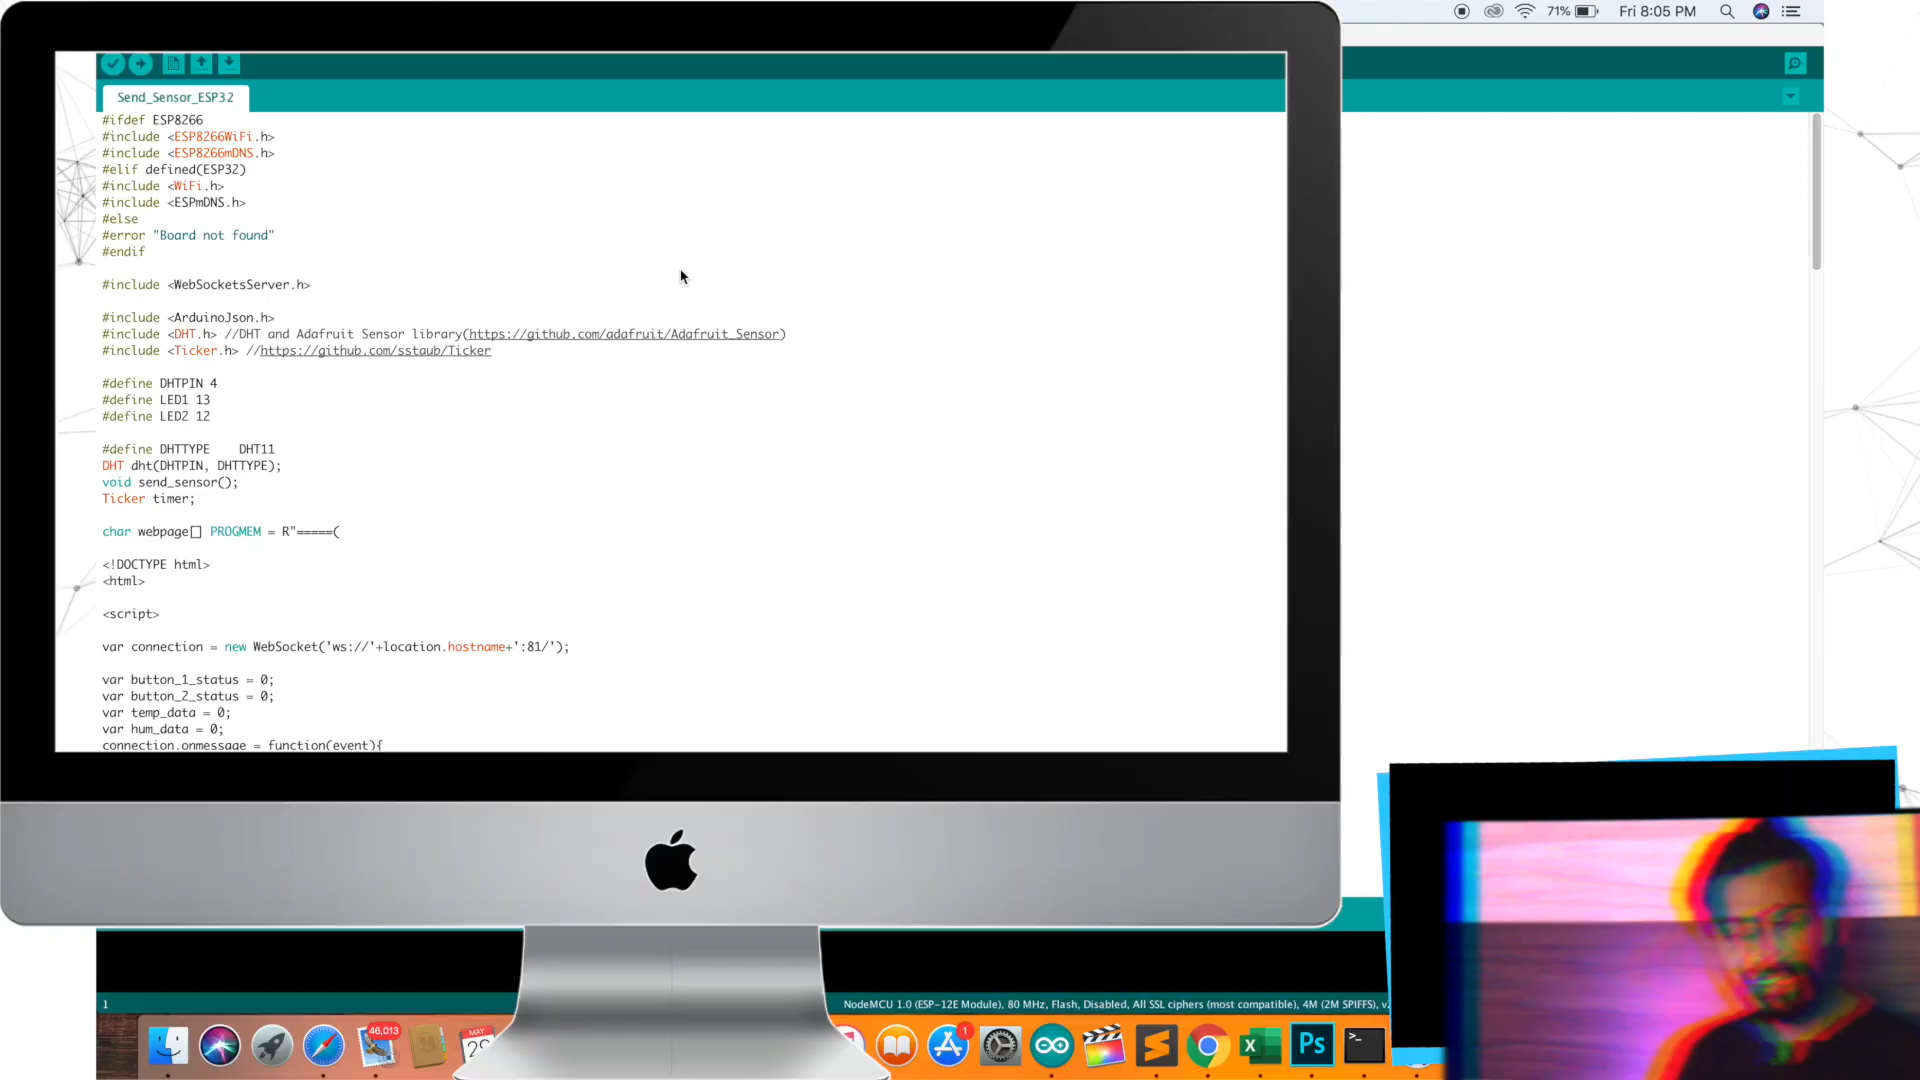 71%
Fri 8:05 PM
Send_Sensor_ESP32
#ifdef ESP8266
#include <ESP8266WiFi.h>
#include <ESP8266mDNS.h>
#elif defined(ESP32)
#include <WiFi.h>
#include <ESPmDNS.h>
#else
#error "Board not found"
#endif
#include <WebSocketsServer.h>
#include <ArduinoJson.h>
#include <DHT.h> //DHT and Adafruit Sensor library(https://github.com/adafruit/Adafruit_Sensor)
#include <Ticker.h> //https://github.com/sstaub/Ticker
#define DHTPIN 4
#define LED1 13
#define LED2 12
#define DHTTYPE    DHT11
DHT dht(DHTPIN, DHTTYPE);
void send_sensor();
Ticker timer;
char webpage[] PROGMEM = R"=====(
<!DOCTYPE html>
<html>
<script>
var connection = new WebSocket('ws://'+location.hostname+':81/');
var button_1_status = 0;
var button_2_status = 0;
var temp_data = 0;
var hum_data = 0;
connection.onmessage = function(event){
1
NodeMCU 1.0 (ESP-12E Module), 80 MHz, Flash, Disabled, All SSL ciphers (most compatible), 4M (2M SPIFFS),
46,013
MAY
29
1
X
Ps
>_